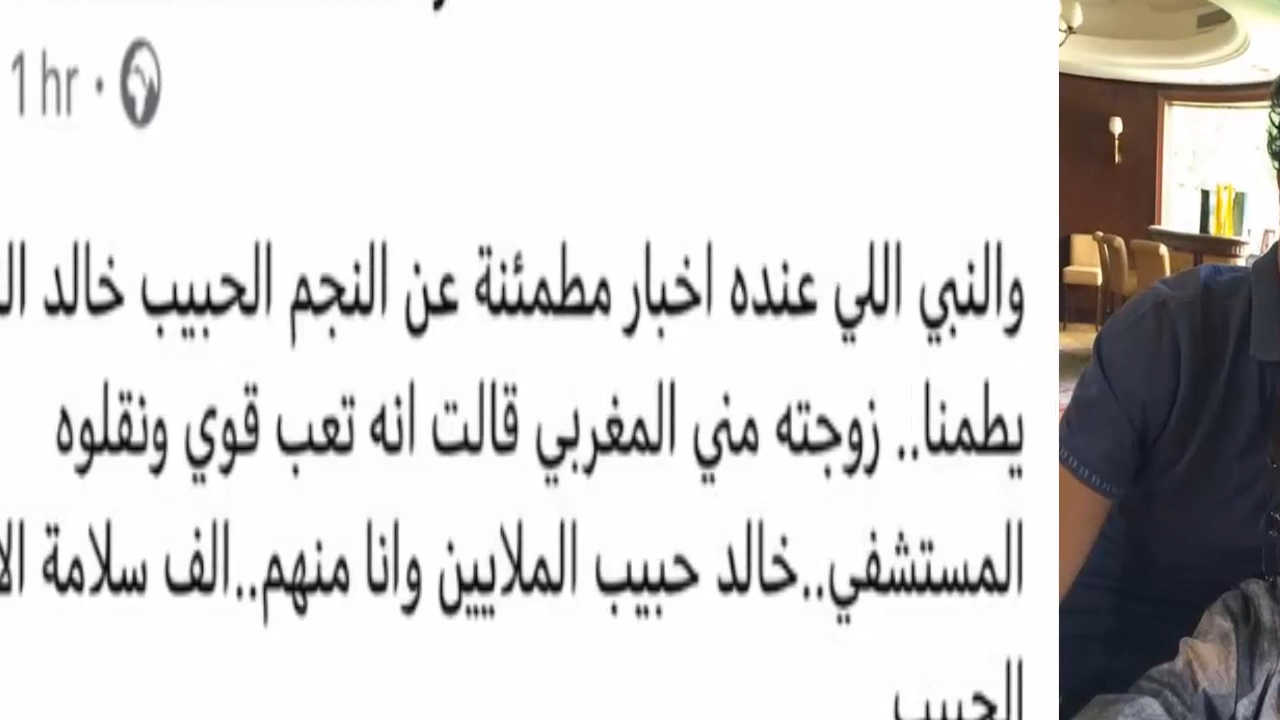 1 hr ·
والنبي اللي عنده اخبار مطمئنة عن النجم الحبيب خالد
يطمنا.. زوجته مني المغربي قالت انه تعب قوي ونقلوه
المستشفي..خالد حبيب الملايين وانا منهم..الف سلامة
الحبيب